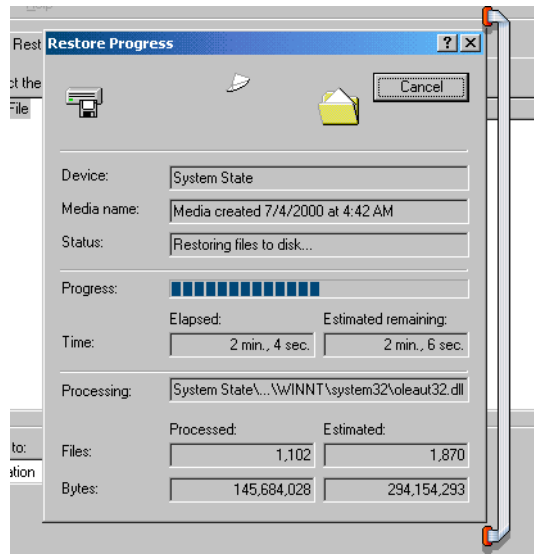 Help
Rest
Restore Progress
ct the
Cancel
File
Device: System State
Media name: Media created 7/4/2000 at 4:42 AM
Status: Restoring files to disk...
Progress:
Elapsed: Estimated remaining:
Time: 2 min., 4 sec. 2 min., 6 sec.
Processing: System State\...\WINNT\system32\oleaut32.dll
Processed: Estimated:
to:
Files: 1,102 1,870
ation
Bytes: 145,684,028 294,154,293